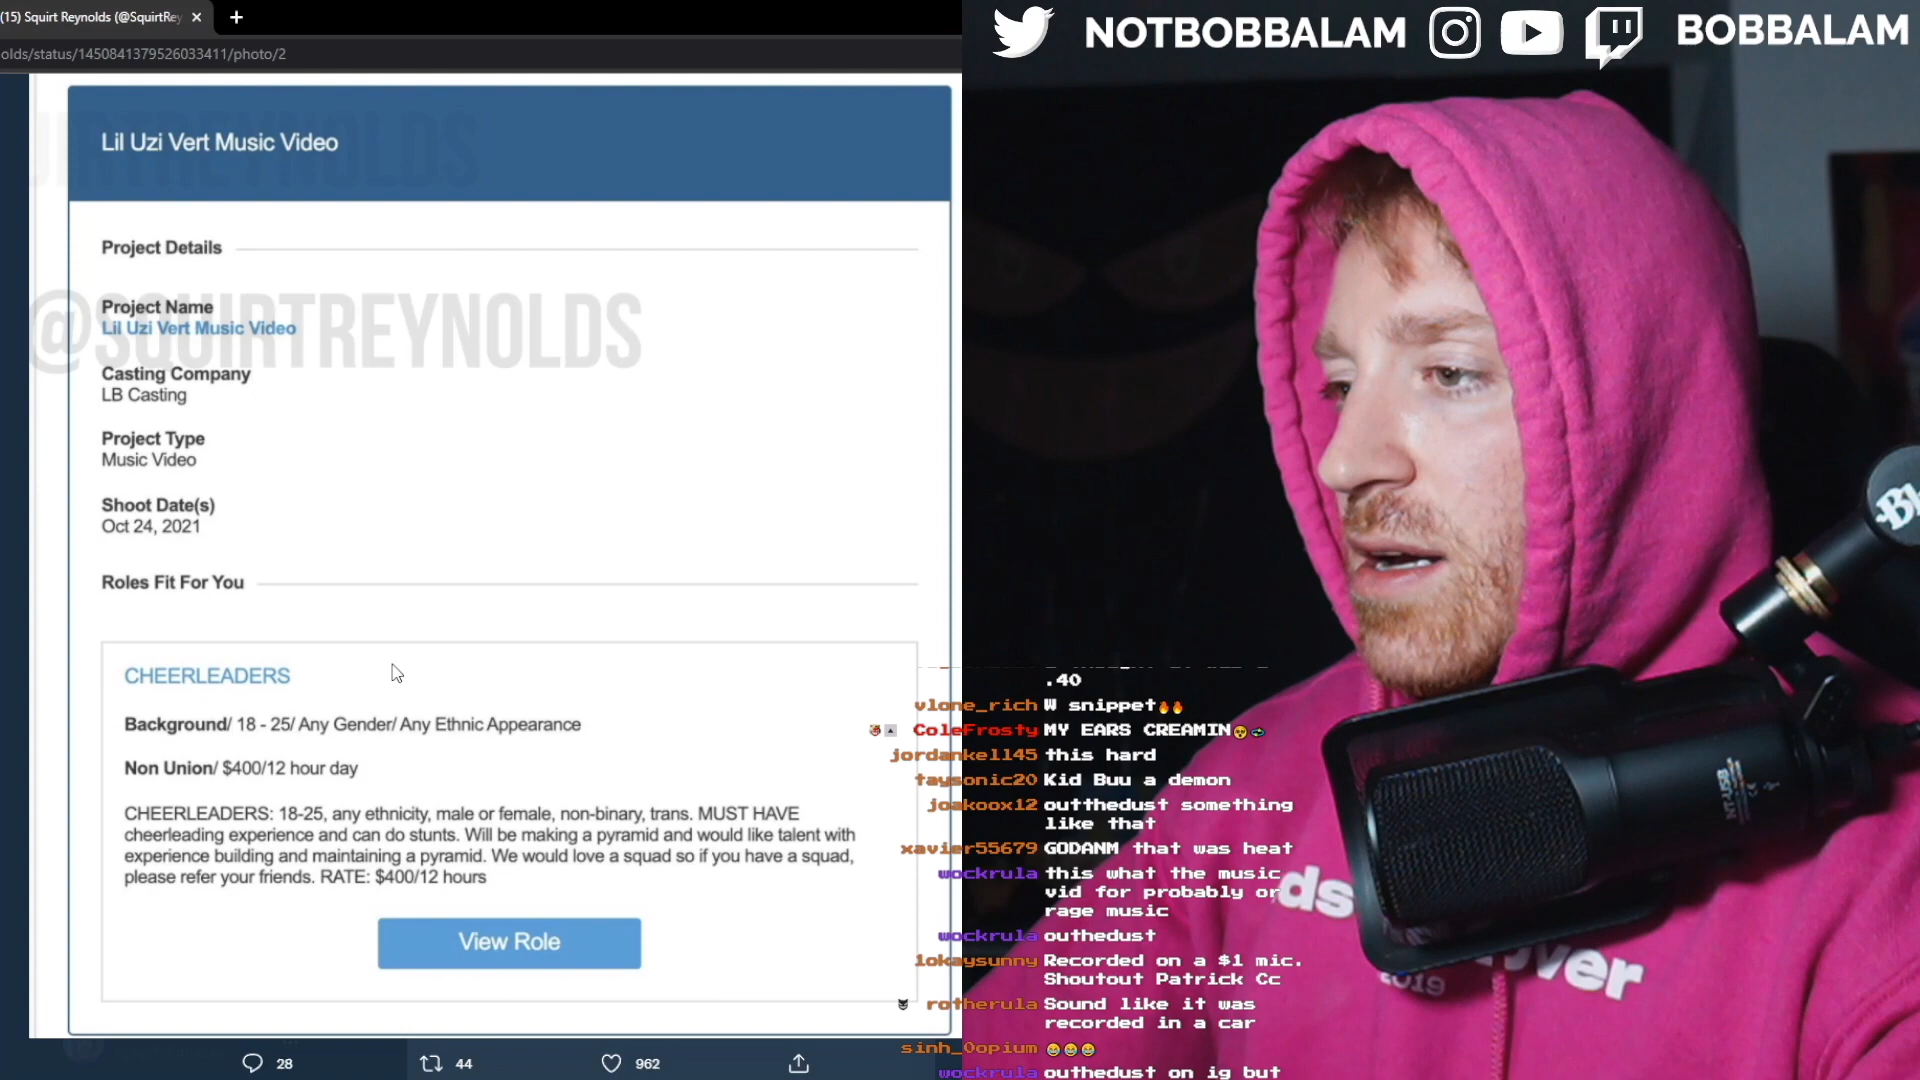 (15) Squirt Reynolds (@SquirtRey
olds/status/1450841379526033411/photo/2
NOTBOBBALAM
BOBBALAM
Lil Uzi Vert Music Video
Project Details
@SQUIRTREYNOLDS
Project Name
Lil Uzi Vert Music Video
Casting Company
LB Casting
Project Type
Music Video
Shoot Date(s)
Oct 24, 2021
Roles Fit For You
CHEERLEADERS
Background/ 18 - 25/ Any Gender/ Any Ethnic Appearance
Non Union/ $400/12 hour day
CHEERLEADERS: 18-25, any ethnicity, male or female, non-binary, trans. MUST HAVE
cheerleading experience and can do stunts. Will be making a pyramid and would like talent with
experience building and maintaining a pyramid. We would love a squad so if you have a squad,
please refer your friends. RATE: $400/12 hours
View Role
28
44
962
.40
vlone_rich W snippet🔥🔥
ColeFrosty MY EARS CREAMIN
jordankell45 this hard
taysonic20 Kid Buu a demon
joakoox12 outthedust something
like that
xavier55679 GODANM that was heat
wockrula this what the music
vid for probably or
rage music
wockrula outhedust
1okaysunny Recorded on a $1 mic.
Shoutout Patrick Cc
rotherula Sound like it was
recorded in a car
sinh_Oopium 😂😂😂
wockrula outhedust on ig but
2019